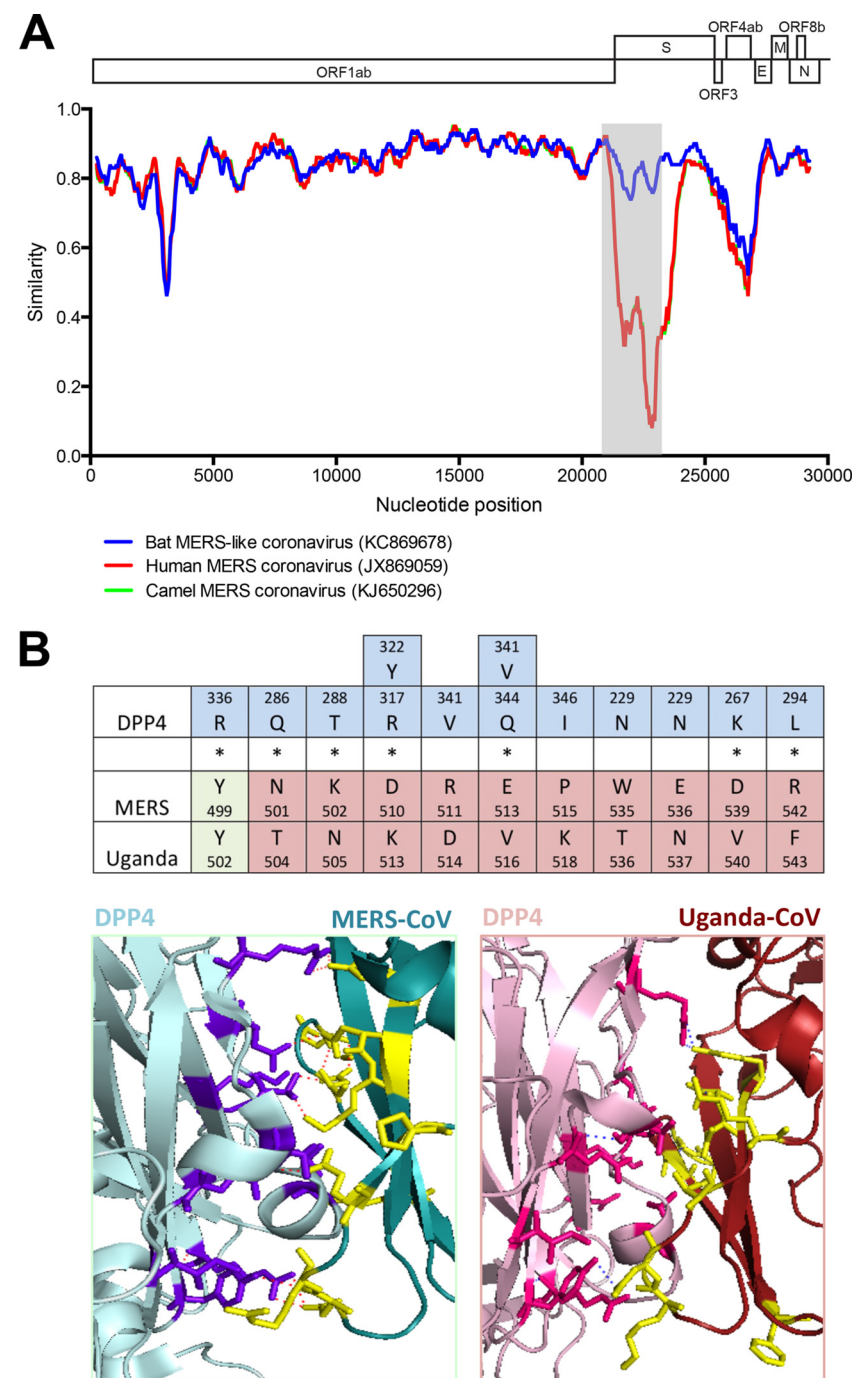 A
ORF4ab ORF8b
S M
ORF1ab E N
ORF3
1.0
0.8
0.6
0.4
0.2
0.0
Similarity
0 5000 10000 15000 20000 25000 30000
Nucleotide position
Bat MERS-like coronavirus (KC869678)
Human MERS coronavirus (JX869059)
Camel MERS coronavirus (KJ650296)
B
322 341
Y V
336 286 288 317 341 344 346 229 229 267 294
DPP4 R Q T R V Q I N N K L
* * * * * * *
MERS Y N K D R E P W E D R
499 501 502 510 511 513 515 535 536 539 542
Uganda Y T N K D V K T N V F
502 504 505 513 514 516 518 536 537 540 543
DPP4 MERS-CoV DPP4 Uganda-CoV